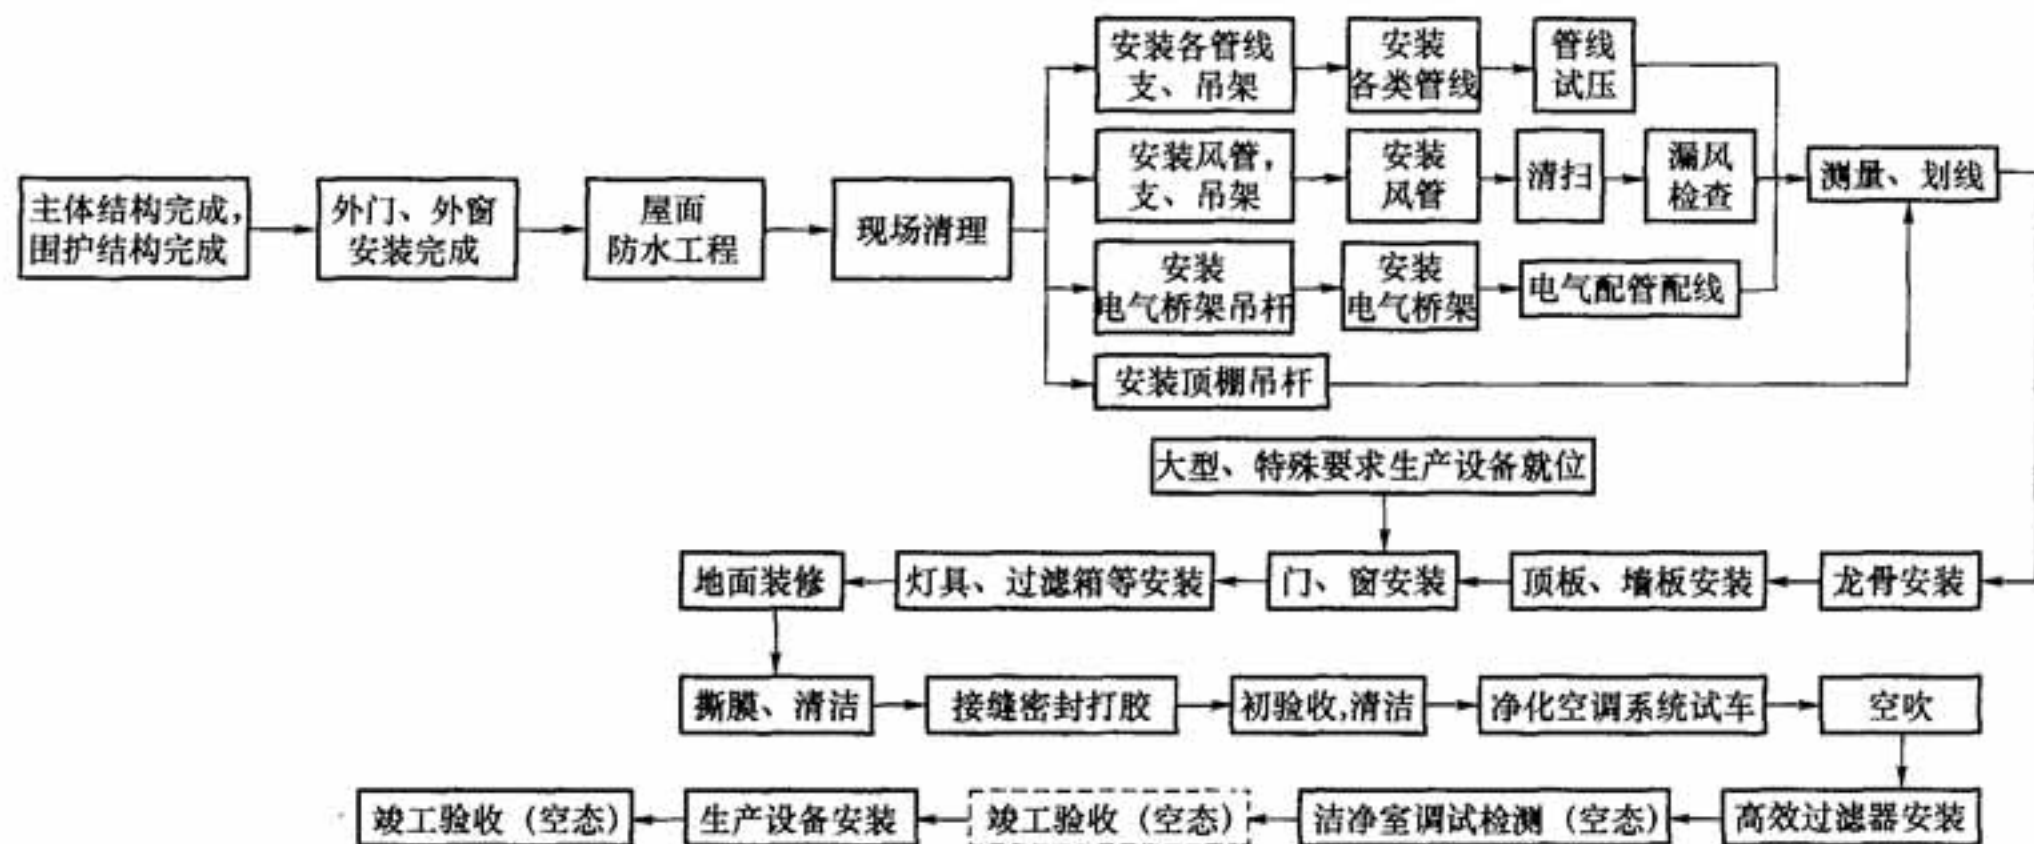 主体结构完成,
围护结构完成
外门、外窗
安装完成
屋面
防水工程
现场清理
安装各管线
支、吊架
安装
各类管线
管线
试压
安装风管,
支、吊架
安装
风管
清扫
漏风
检查
安装
电气桥架吊杆
安装
电气桥架
电气配管配线
安装顶棚吊杆
测量、划线
大型、特殊要求生产设备就位
龙骨安装
顶板、墙板安装
门、窗安装
灯具、过滤箱等安装
地面装修
撕膜、清洁
接缝密封打胶
初验收,清洁
净化空调系统试车
空吹
高效过滤器安装
洁净室调试检测（空态）
竣工验收（空态）
生产设备安装
竣工验收（空态）